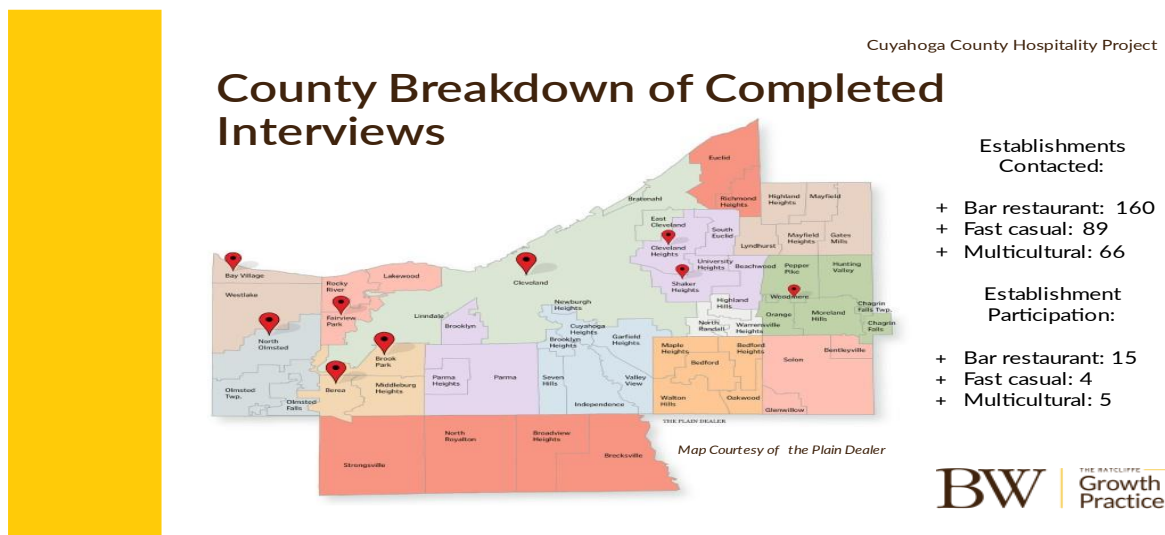 Cuyahoga County Hospitality Project
County Breakdown of Completed
Interviews
Establishments
Contacted:
+ Bar restaurant: 160
+ Fast casual: 89
+ Multicultural: 66
Establishment
Participation:
+ Bar restaurant: 15
+ Fast casual: 4
+ Multicultural: 5
Euclid
Richmond
Heights
Highland
Heights
Mayfield
Bratenahl
East
Cleveland
Cleveland
Heights
South
Euclid
Lyndhurst
Mayfield
Heights
Gates
Mills
University
Heights
Beachwood
Pepper
Pike
Hunting
Valley
Shaker
Heights
Woodmere
Bay Village
Westlake
Rocky
River
Lakewood
Cleveland
Fairview
Park
Linndale
Brooklyn
Newburgh
Heights
Cuyahoga
Heights
Brooklyn
Heights
Garfield
Heights
Highland
Hills
North
Randall
Warrensville
Heights
Orange
Moreland
Hills
Chagrin
Falls Twp.
Chagrin
Falls
North
Olmsted
Brook
Park
Maple
Heights
Bedford
Bedford
Heights
Solon
Bentleyville
Olmsted
Twp.
Olmsted
Falls
Berea
Middleburg
Heights
Parma
Heights
Parma
Seven
Hills
Valley
View
Independence
Walton
Hills
Oakwood
Glenwillow
THE PLAIN DEALER
Strongsville
North
Royalton
Broadview
Heights
Brecksville
Map Courtesy of the Plain Dealer
BW
THE RATCLIFFE
Growth
Practice